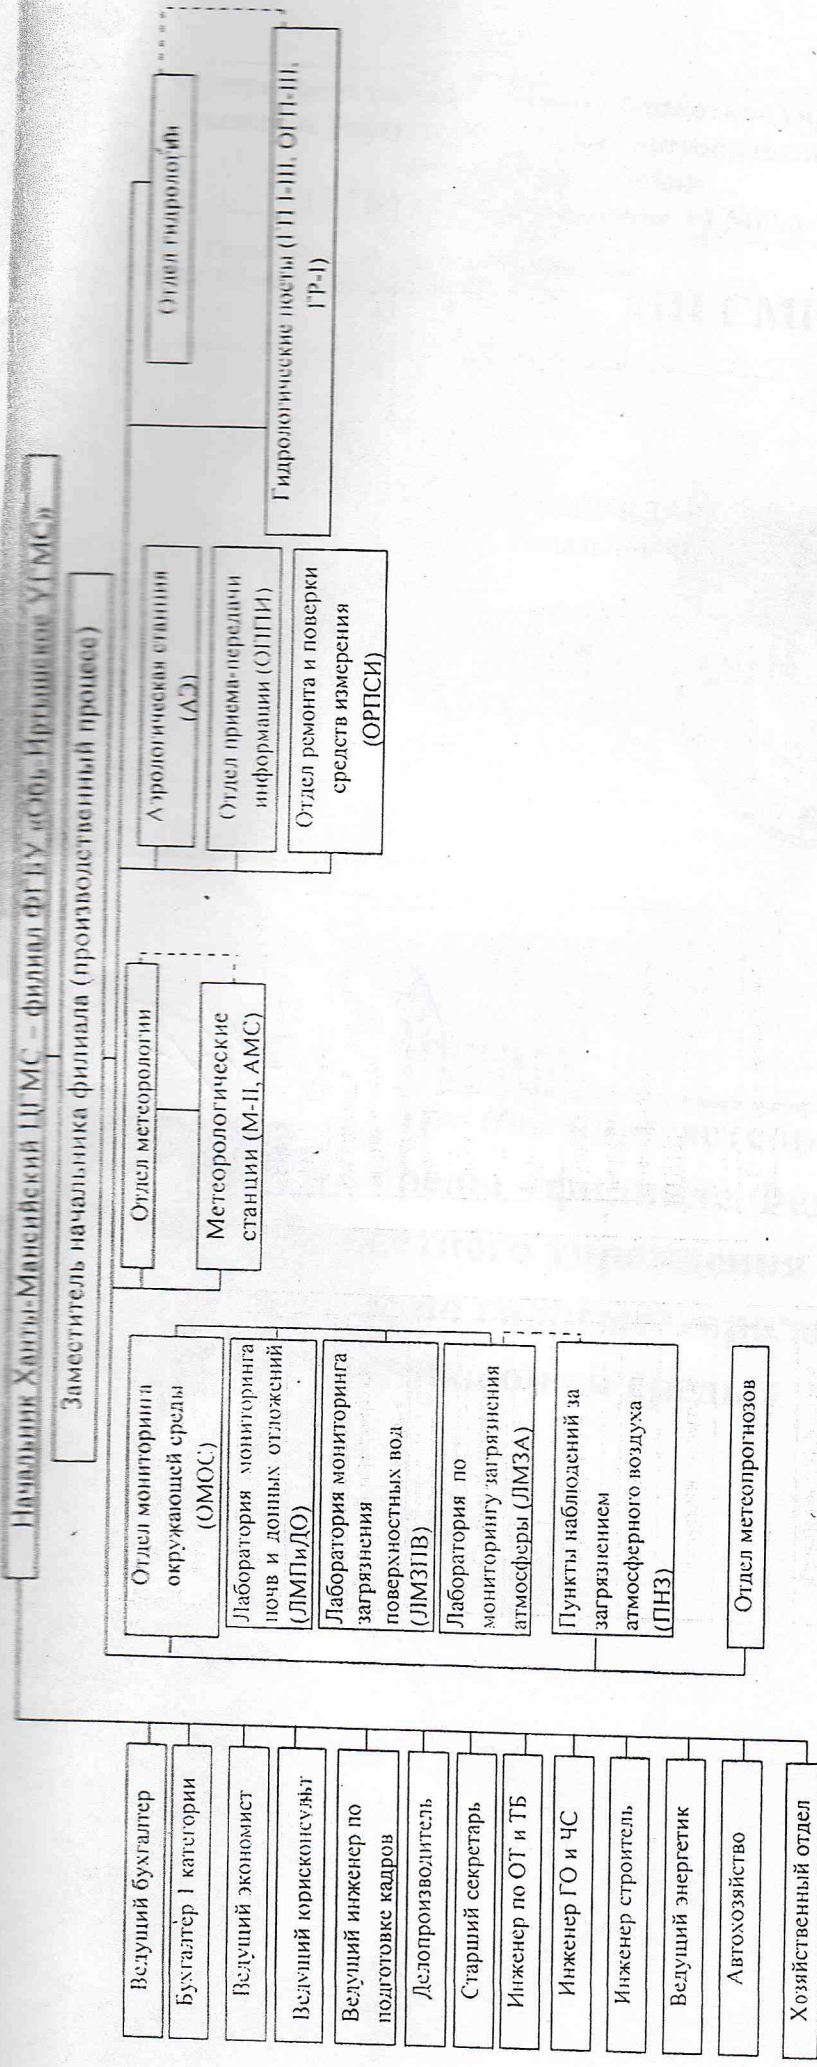 Начальник Ханты-Мансийский ЦГМС – филиал ФГБУ «Обь-Иртышское УГМС»
Заместитель начальника филиала (производственный процесс)
Ведущий бухгалтер
Бухгалтер 1 категории
Ведущий экономист
Ведущий юрисконсульт
Ведущий инженер по
подготовке кадров
Делопроизводитель
Старший секретарь
Инженер по ОТ и ТБ
Инженер ГО и ЧС
Инженер строитель
Ведущий энергетик
Автохозяйство
Хозяйственный отдел
Отдел мониторинга
окружающей среды
(ОМОС)
Лаборатория мониторинга
почв и донных отложений
(ЛМПиДО)
Лаборатория мониторинга
загрязнения
поверхностных вод
(ЛМЗПВ)
Лаборатория по
мониторингу загрязнения
атмосферы (ЛМЗА)
Пункты наблюдений за
загрязнением
атмосферного воздуха
(ПНЗ)
Отдел метеопрогнозов
Отдел метеорологии
Метеорологические
станции (М-II, АМС)
Аэрологическая станция
(АЭ)
Отдел приема-передачи
информации (ОППИ)
Отдел ремонта и поверки
средств измерения
(ОРПСИ)
Отдел гидрологии
Гидрологические посты (ГП I-III, ОГП-III,
ГР-I)